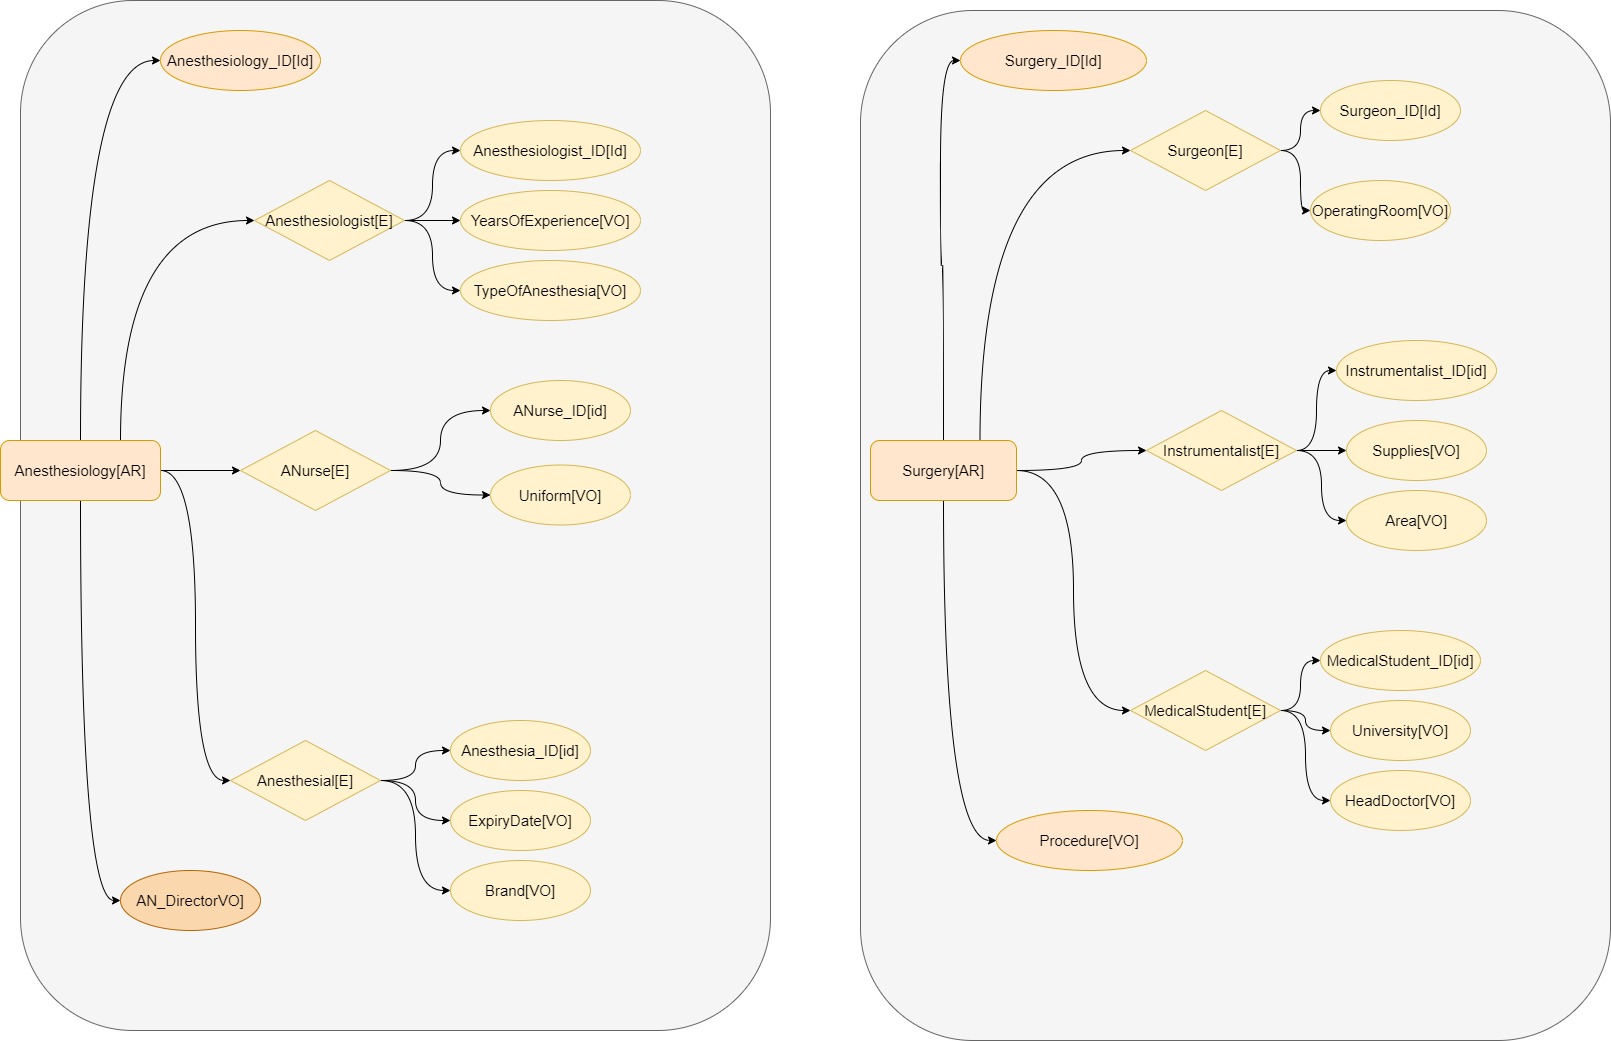 Anesthesiology_ID[Id]
Anesthesiologist[E]
Anesthesiologist_ID[Id]
YearsOfExperience[VO]
TypeOfAnesthesia[VO]
Anesthesiology[AR]
ANurse[E]
ANurse_ID[id]
Uniform[VO]
Anesthesial[E]
Anesthesia_ID[id]
ExpiryDate[VO]
Brand[VO]
AN_DirectorVO]
Surgery_ID[Id]
Surgeon[E]
Surgeon_ID[Id]
OperatingRoom[VO]
Surgery[AR]
Instrumentalist[E]
Instrumentalist_ID[id]
Supplies[VO]
Area[VO]
MedicalStudent[E]
MedicalStudent_ID[id]
University[VO]
HeadDoctor[VO]
Procedure[VO]